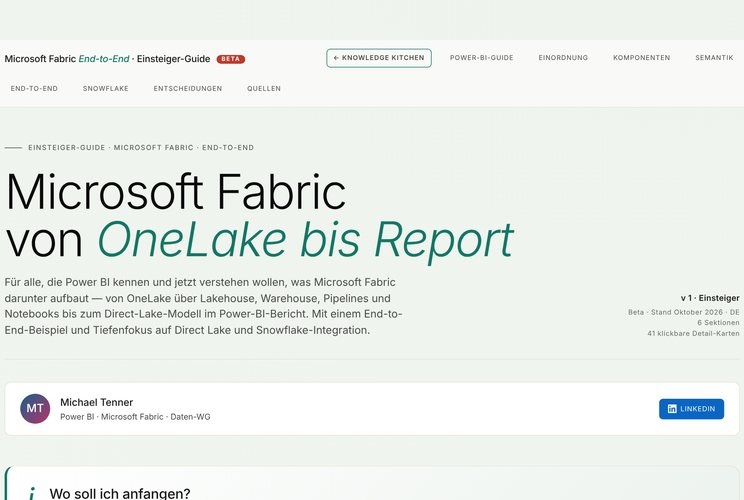 Microsoft Fabric End-to-End · Einsteiger-Guide BETA
← KNOWLEDGE KITCHEN POWER-BI-GUIDE EINORDNUNG KOMPONENTEN SEMANTIK
END-TO-END SNOWFLAKE ENTSCHEIDUNGEN QUELLEN
EINSTEIGER-GUIDE · MICROSOFT FABRIC · END-TO-END
Microsoft Fabric
von OneLake bis Report
Für alle, die Power BI kennen und jetzt verstehen wollen, was Microsoft Fabric
darunter aufbaut — von OneLake über Lakehouse, Warehouse, Pipelines und
Notebooks bis zum Direct-Lake-Modell im Power-BI-Bericht. Mit einem End-to-
End-Beispiel und Tiefenfokus auf Direct Lake und Snowflake-Integration.
v 1 · Einsteiger
Beta · Stand Oktober 2026 · DE
6 Sektionen
41 klickbare Detail-Karten
MT
Michael Tenner
Power BI · Microsoft Fabric · Daten-WG
in LINKEDIN
i Wo soll ich anfangen?